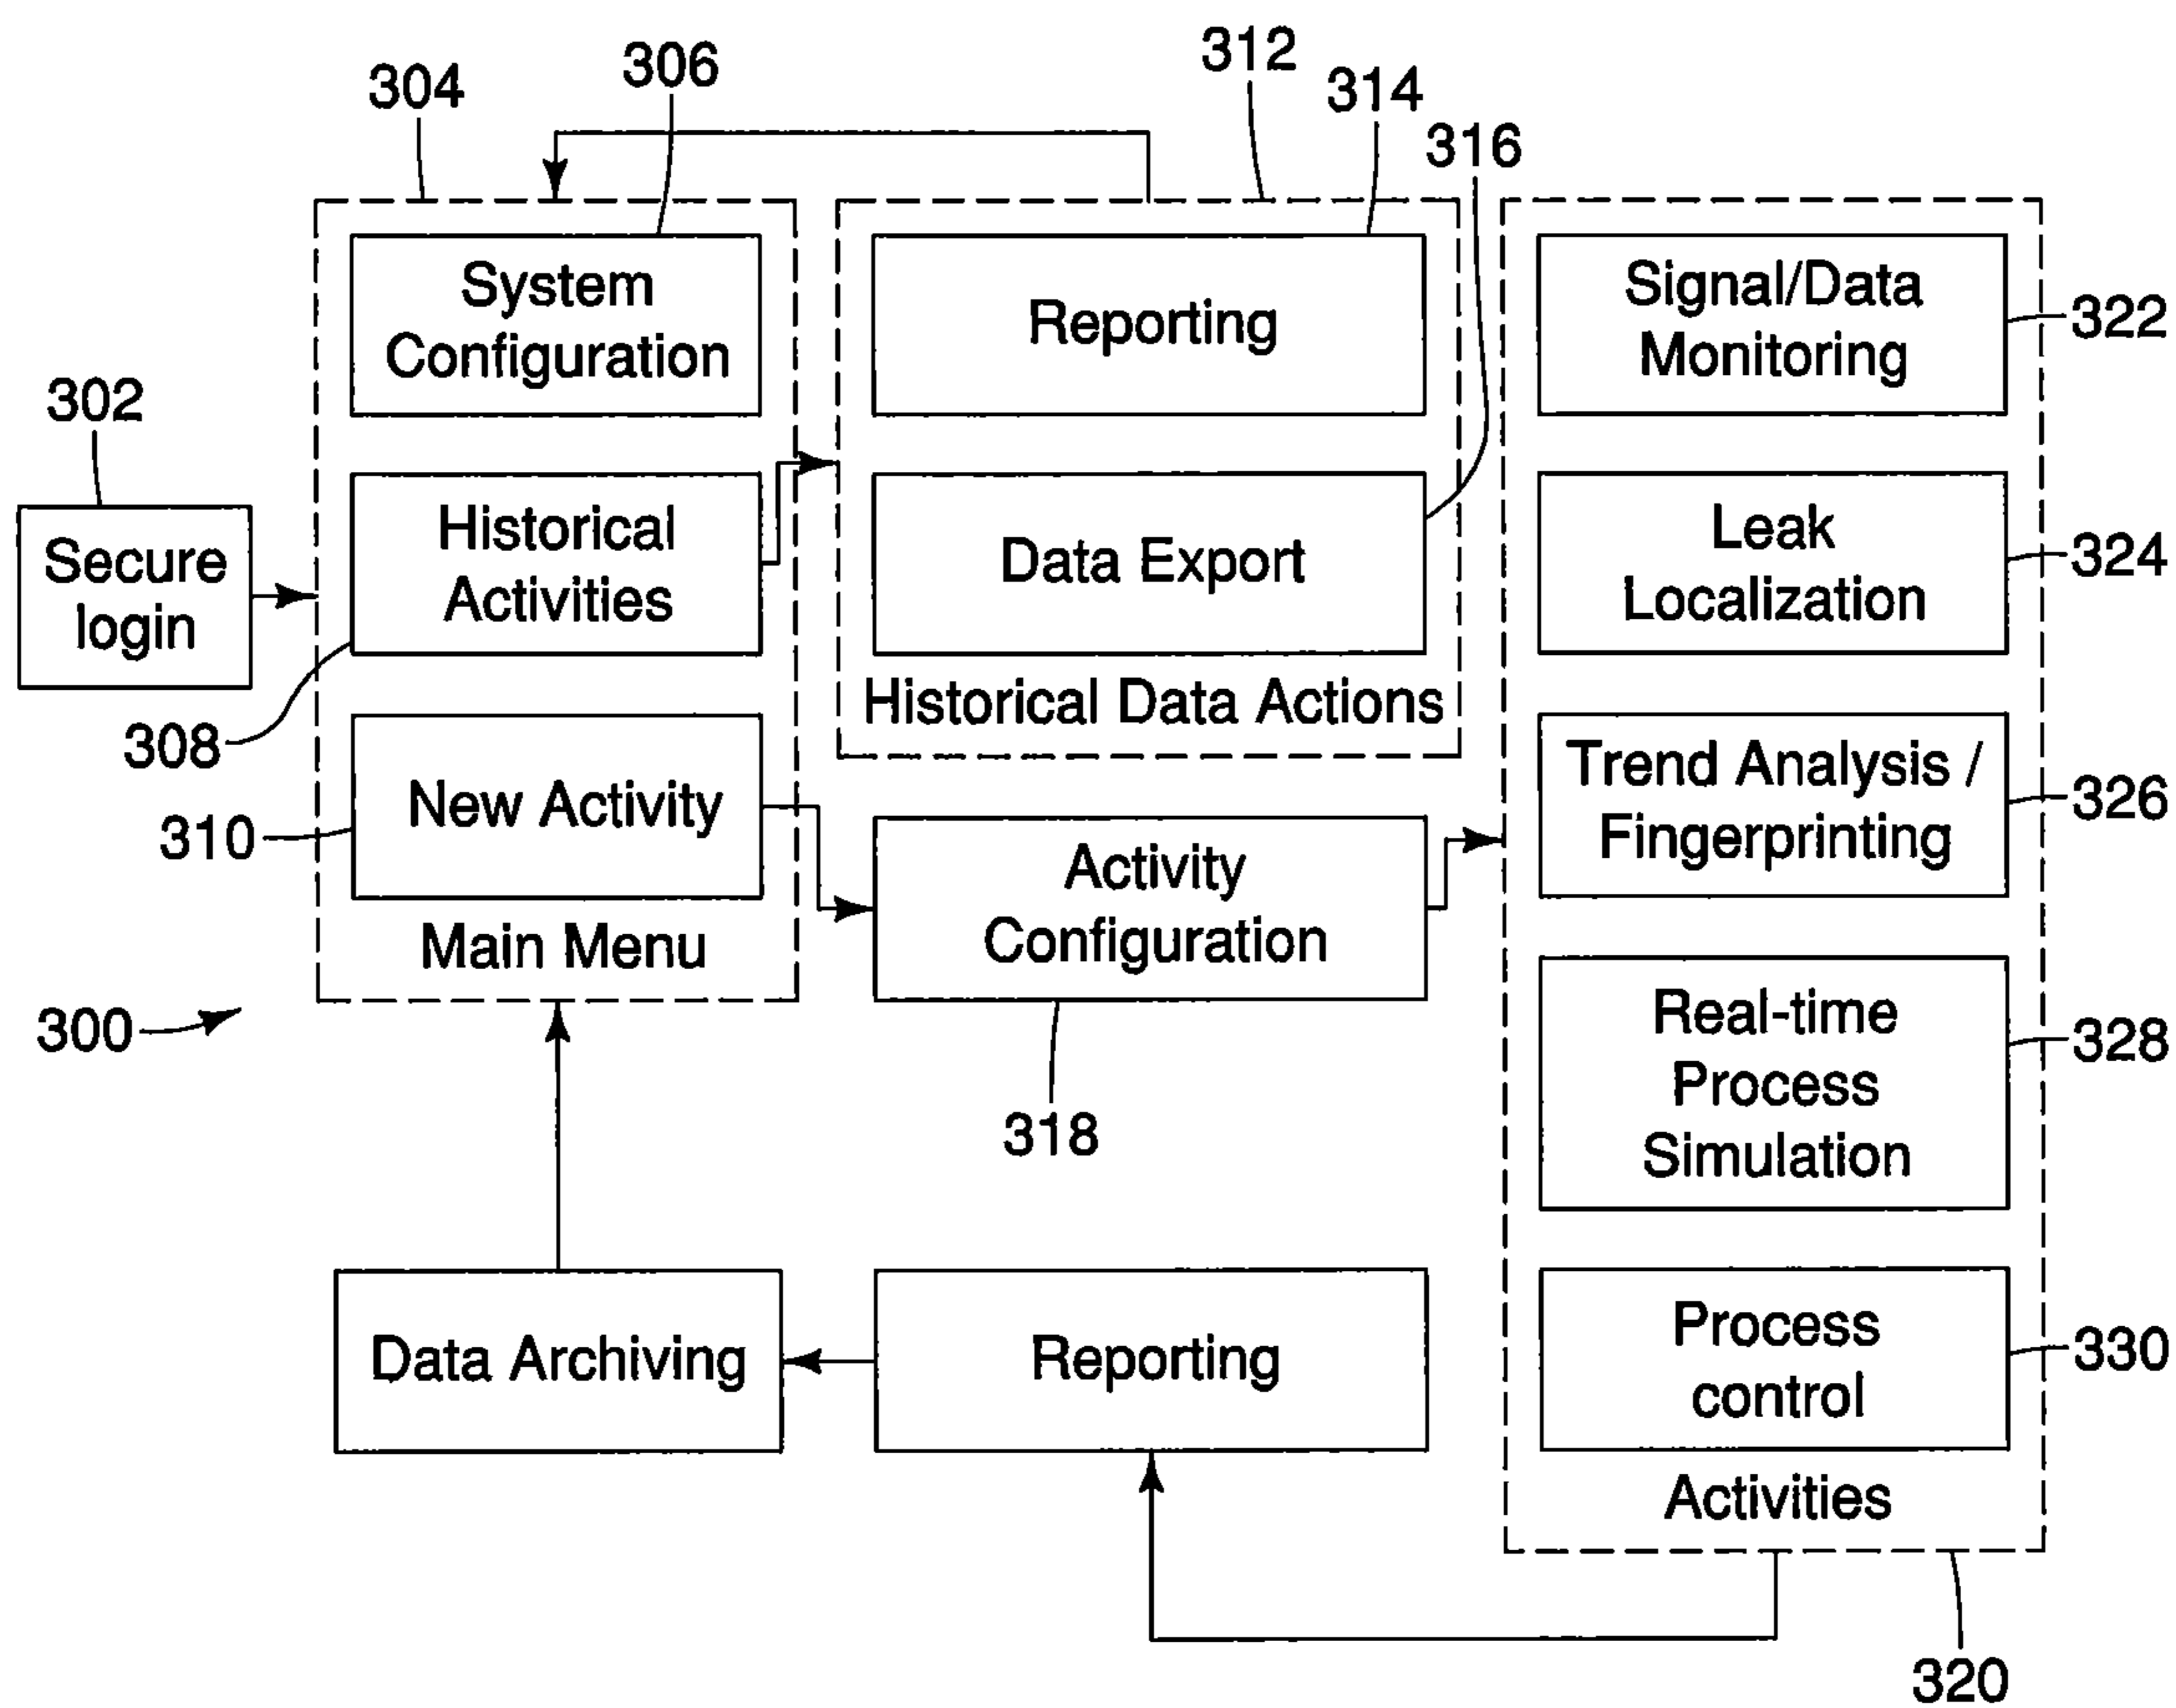 304
306
312
314
316
System
Configuration
Reporting
Signal/Data
Monitoring
322
302
Secure
login
Historical
Activities
308
Data Export
Historical Data Actions
Leak
Localization
324
New Activity
310
Main Menu
Activity
Configuration
318
Trend Analysis /
Fingerprinting
326
300
Real-time
Process
Simulation
328
Data Archiving
Reporting
Process
control
330
Activities
320